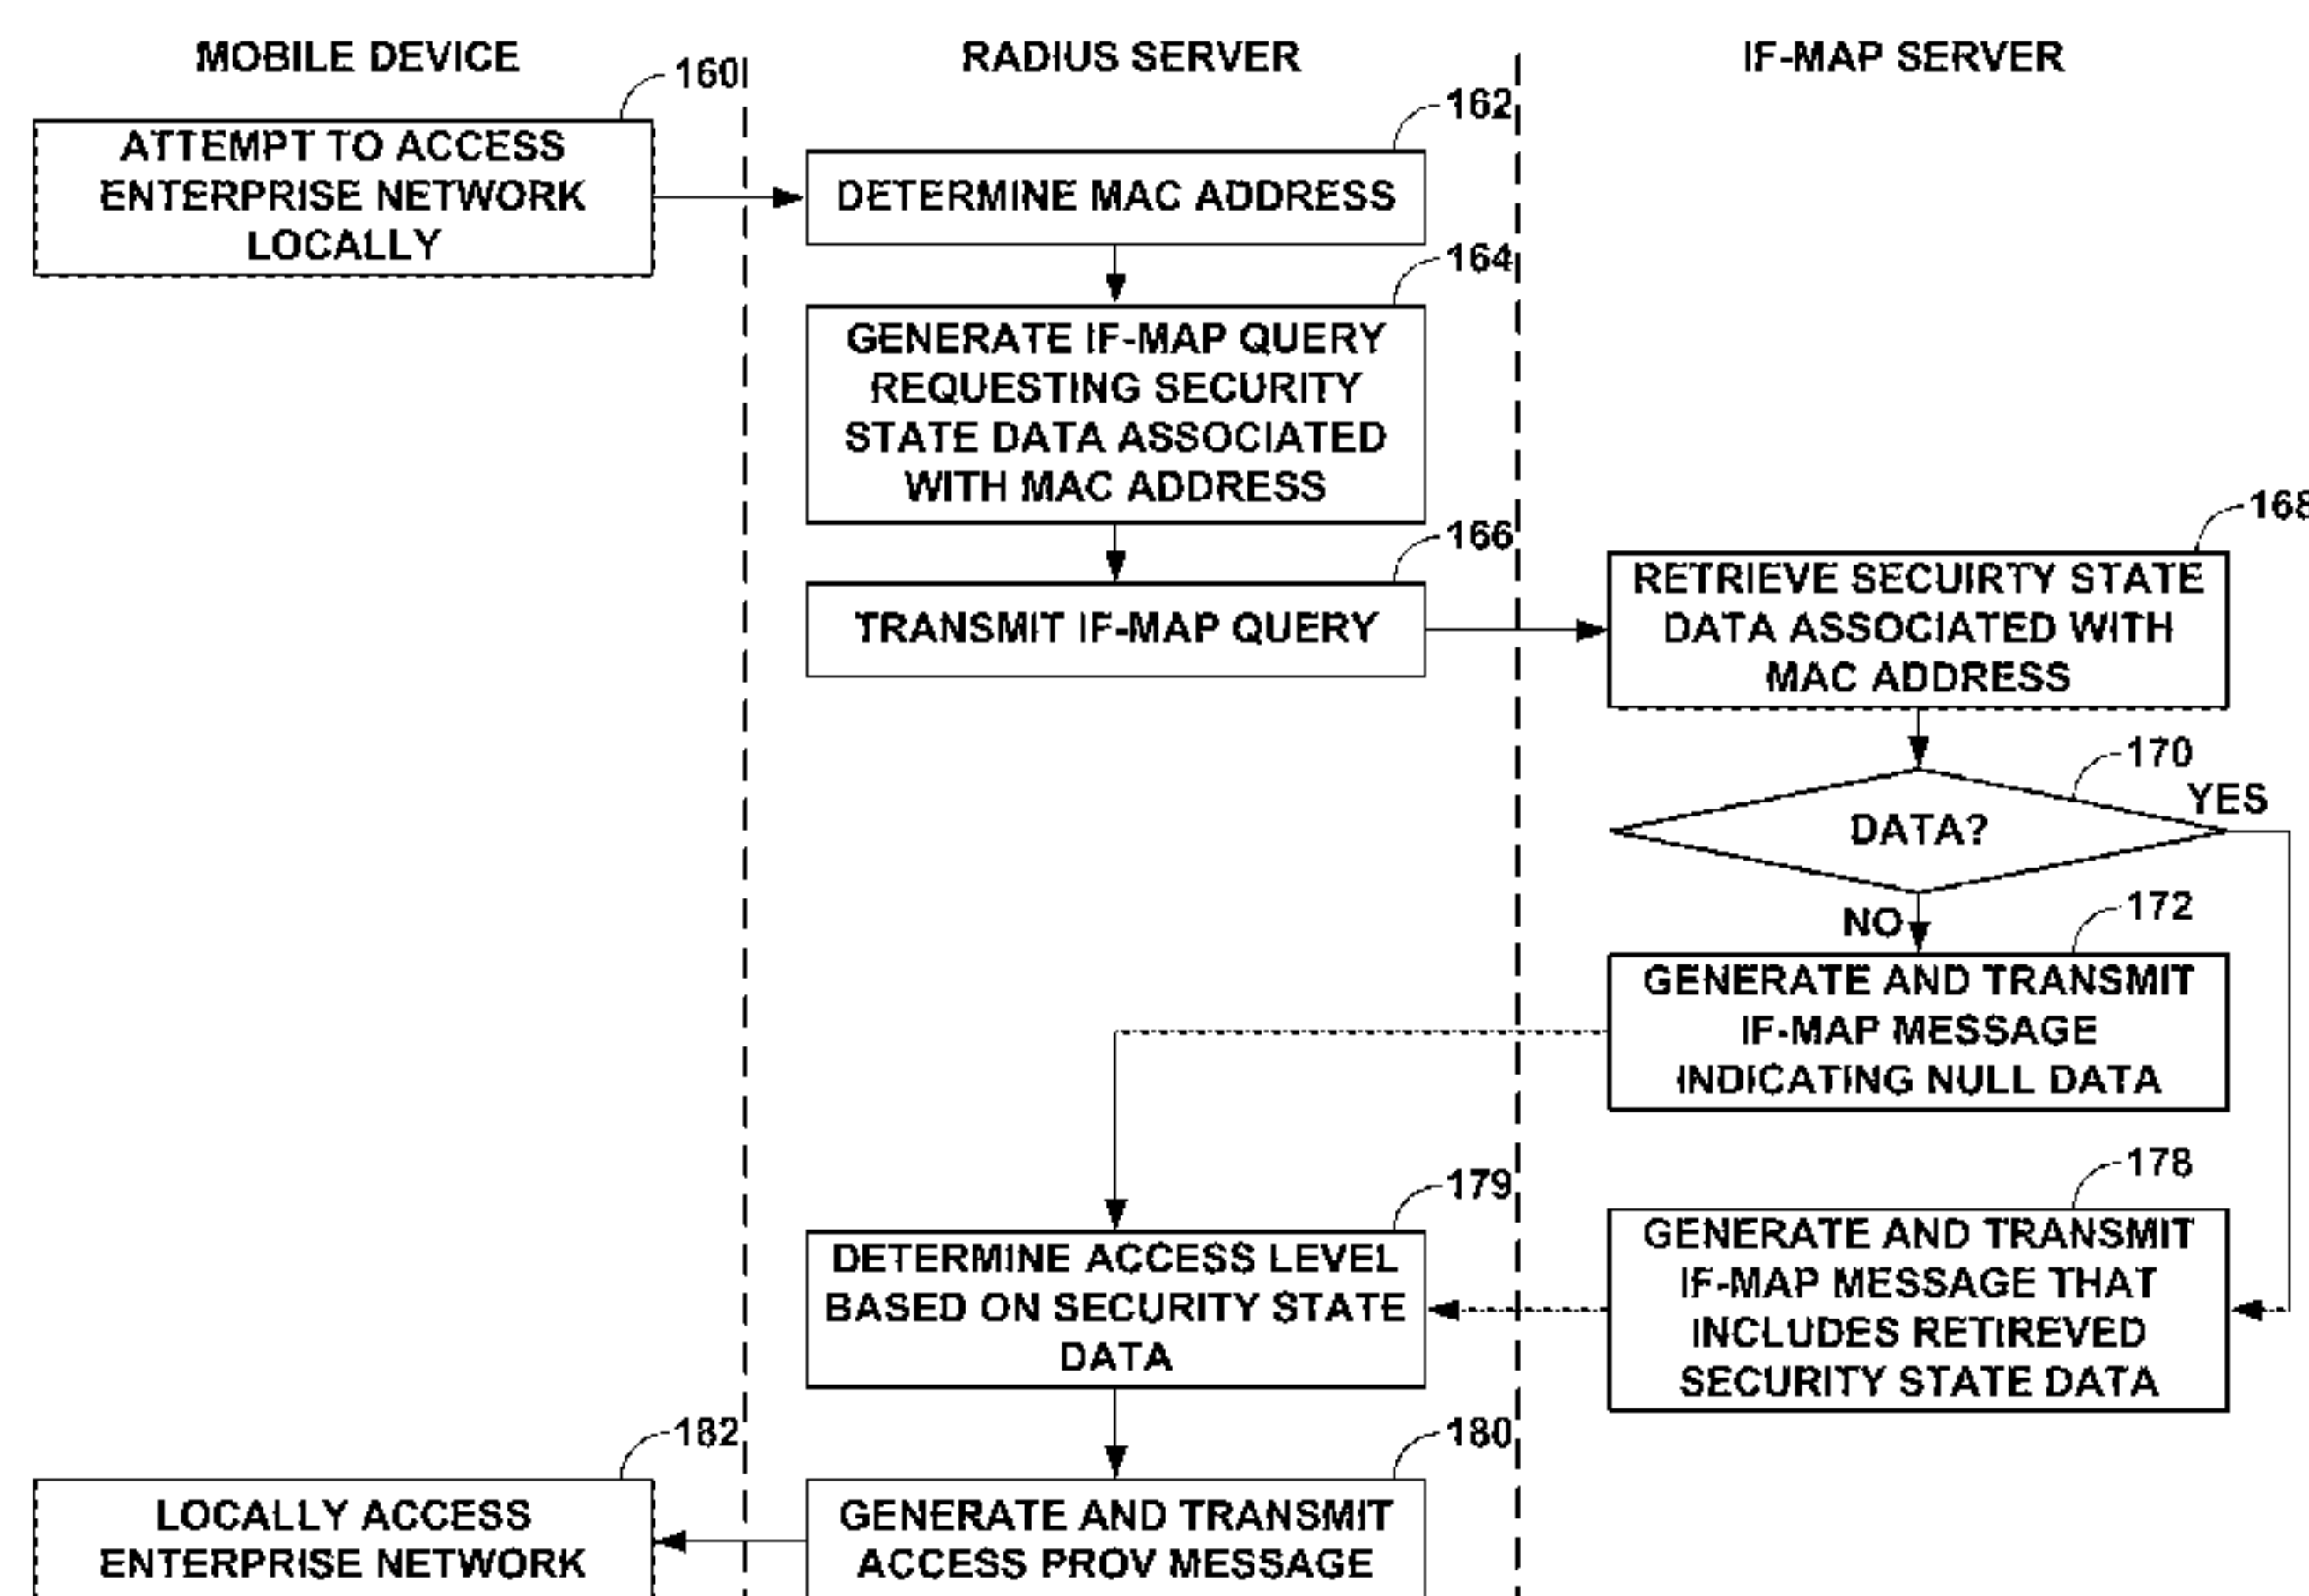 MOBILE DEVICE
RADIUS SERVER
IF-MAP SERVER
160
ATTEMPT TO ACCESS
ENTERPRISE NETWORK
LOCALLY
162
DETERMINE MAC ADDRESS
164
GENERATE IF-MAP QUERY
REQUESTING SECURITY
STATE DATA ASSOCIATED
WITH MAC ADDRESS
166
TRANSMIT IF-MAP QUERY
168
RETRIEVE SECUIRTY STATE
DATA ASSOCIATED WITH
MAC ADDRESS
170
DATA?
YES
NO
172
GENERATE AND TRANSMIT
IF-MAP MESSAGE
INDICATING NULL DATA
178
GENERATE AND TRANSMIT
IF-MAP MESSAGE THAT
INCLUDES RETIREVED
SECURITY STATE DATA
179
DETERMINE ACCESS LEVEL
BASED ON SECURITY STATE
DATA
180
GENERATE AND TRANSMIT
ACCESS PROV MESSAGE
182
LOCALLY ACCESS
ENTERPRISE NETWORK